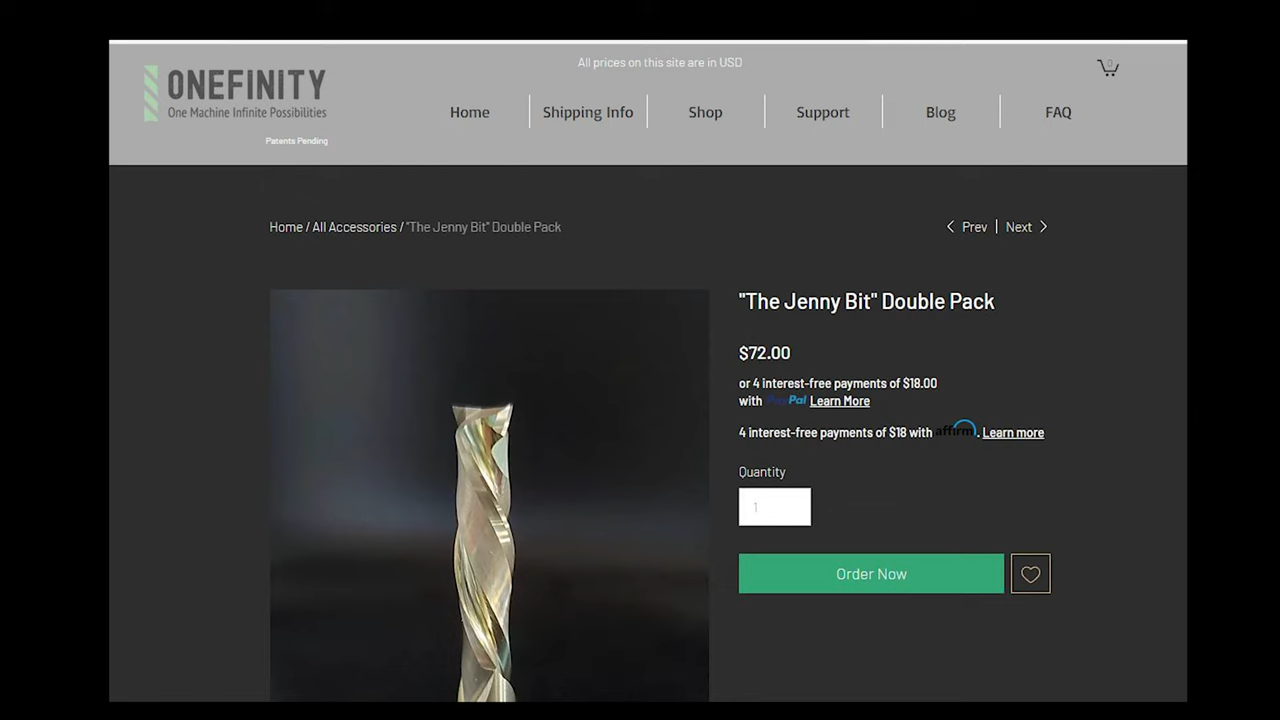 All prices on this site are in USD
0
ONEFINITY
One Machine Infinite Possibilities
Patents Pending
Home
Shipping Info
Shop
Support
Blog
FAQ
Home / All Accessories / "The Jenny Bit" Double Pack
Prev | Next
"The Jenny Bit" Double Pack
$72.00
or 4 interest-free payments of $18.00
with PayPal Learn More
4 interest-free payments of $18 with affirm. Learn more
Quantity
1
Order Now